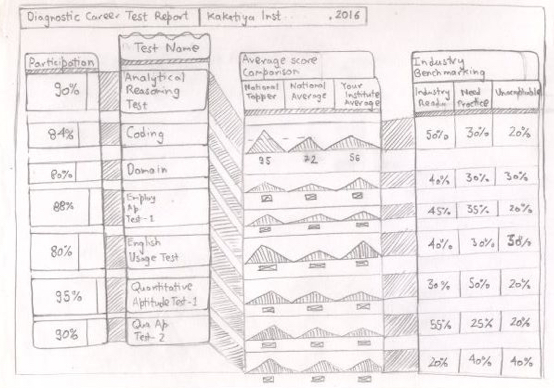 Diagnostic Career Test Report | Kakatiya Inst. , 2016
Participation
Test Name
Average score
Comparison
Industry
Benchmarking
National
Topper
National
Average
Your
Institute
Average
Industry
Ready
Need
Practice
Unacceptable
90%
Analytical
Reasoning
Test
95 72 56
50% 30% 20%
84%
Coding
40% 30% 30%
80%
Domain
45% 35% 20%
88%
Employ
Ap
Test-1
40% 30%
80%
English
Usage Test
30% 50% 20%
95%
Quantitative
Aptitude Test-1
55% 25% 20%
90%
Qua Ap
Test-2
20% 40% 40%